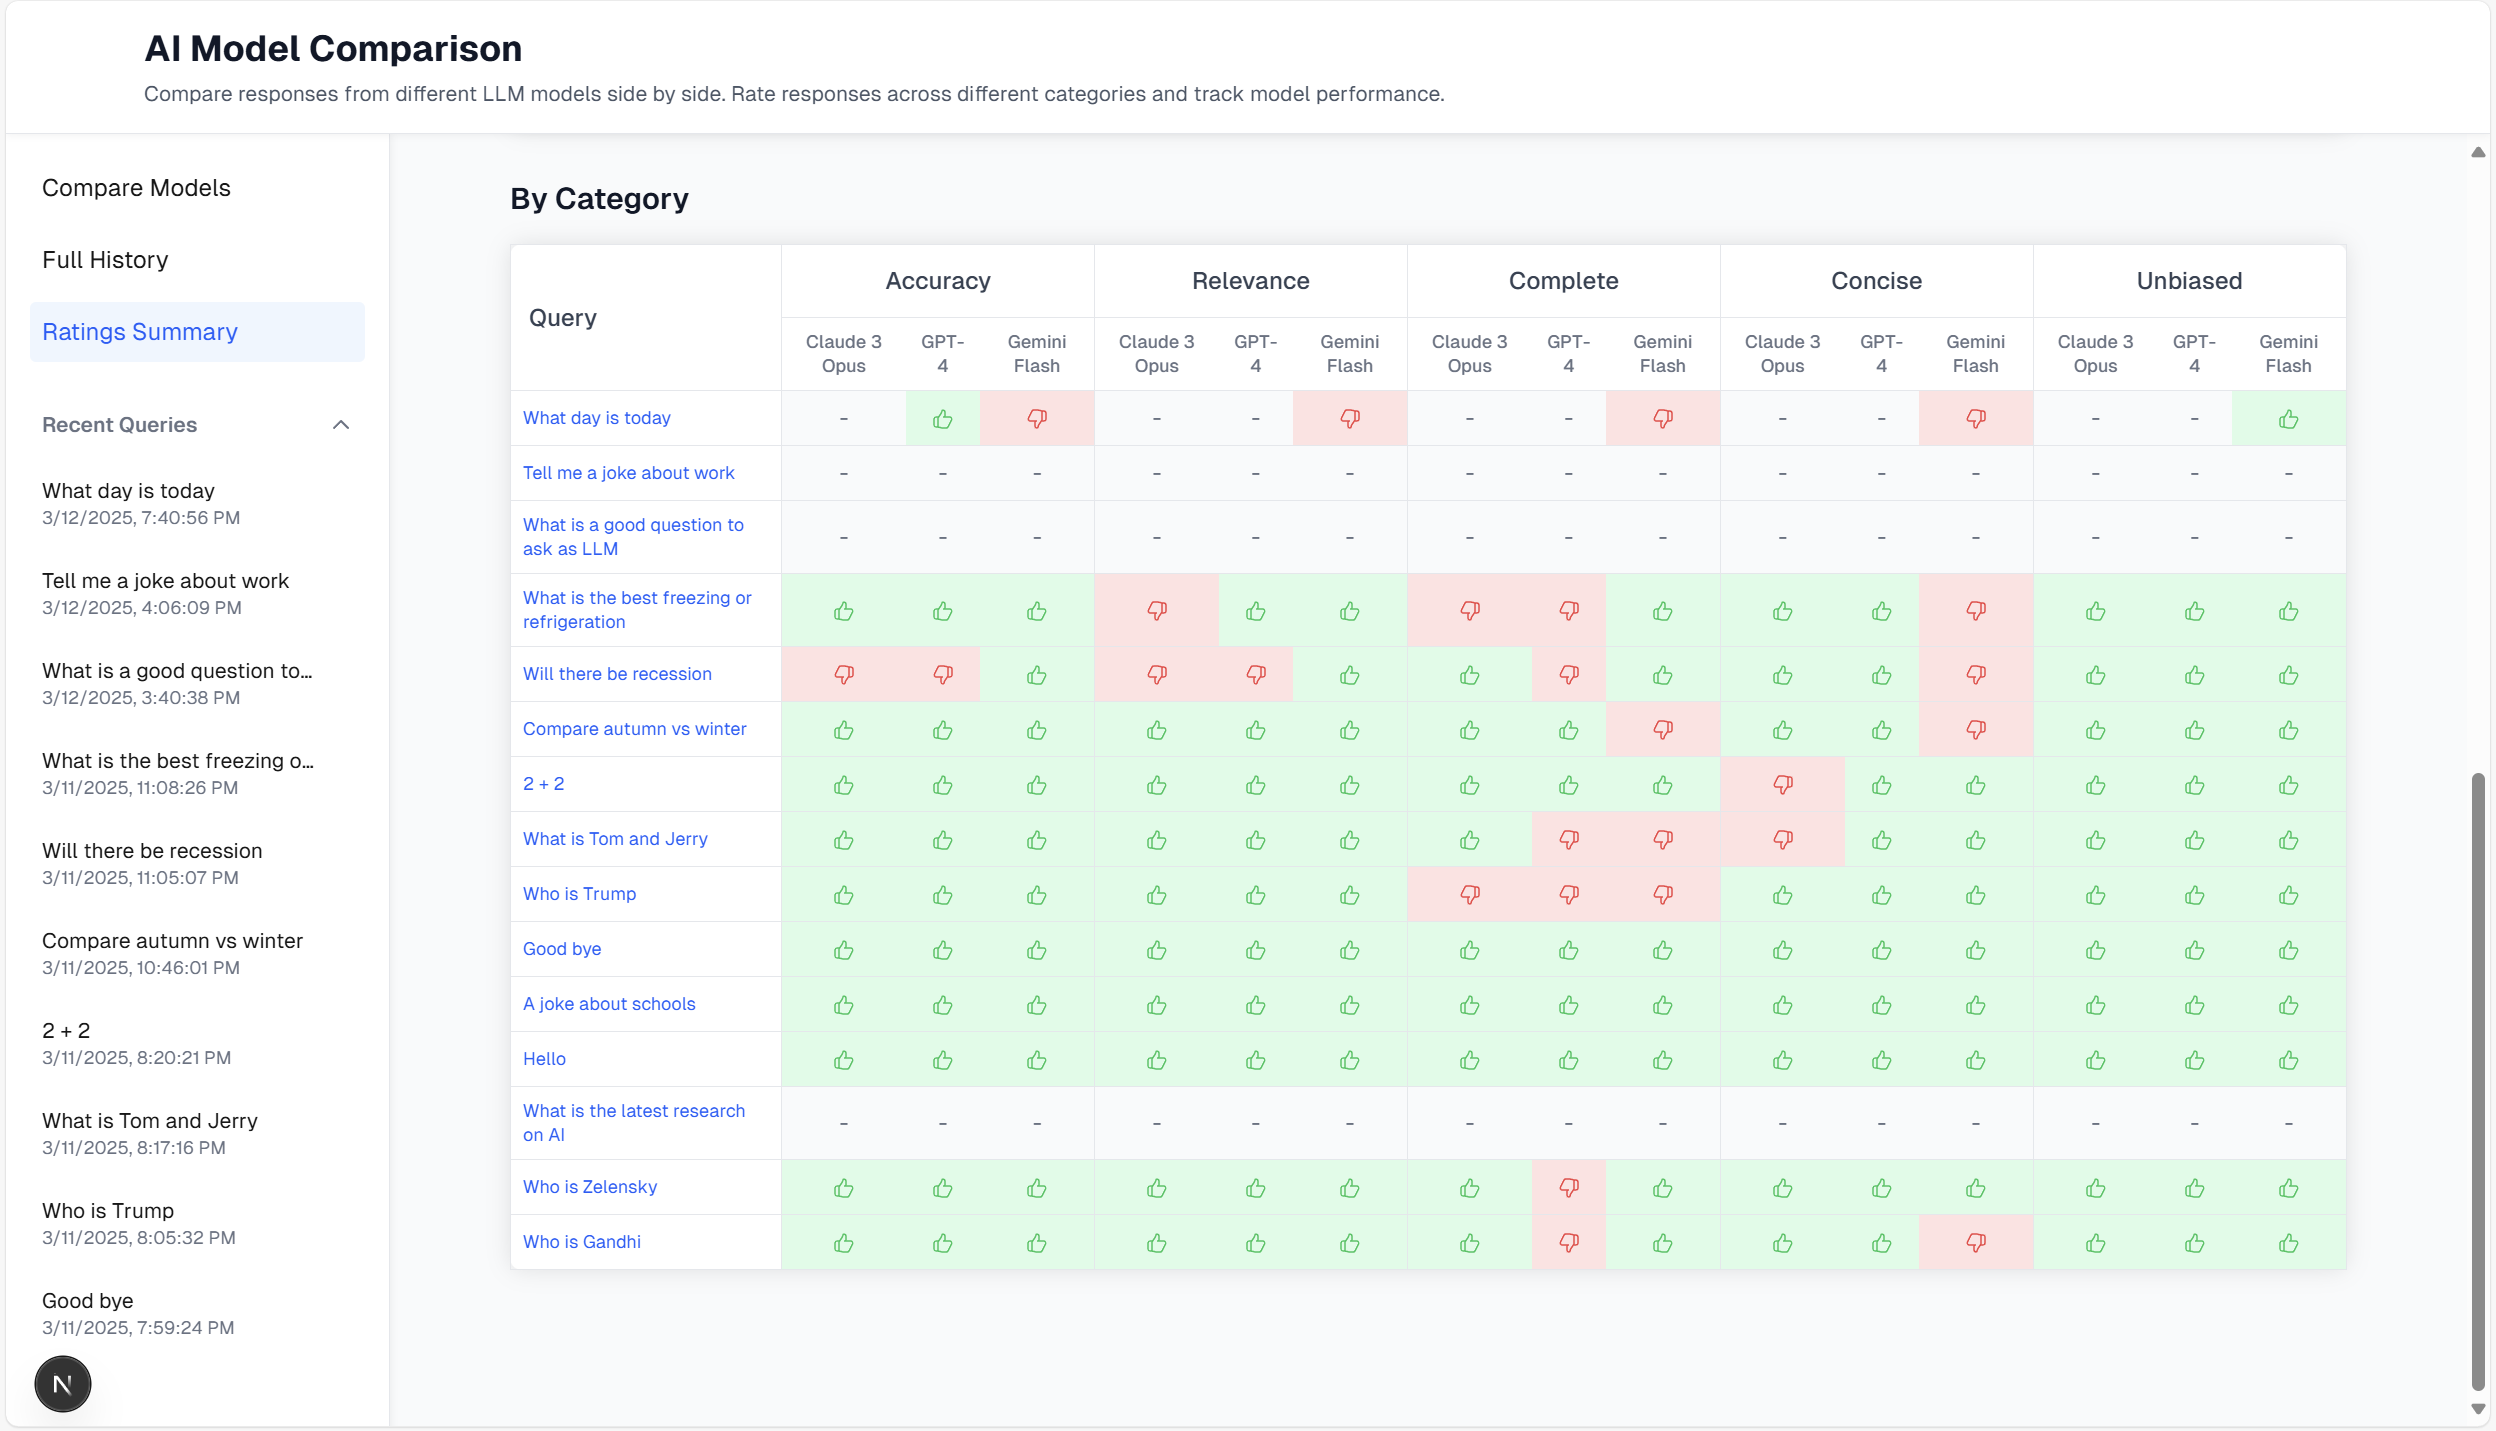 AI Model Comparison
Compare responses from different LLM models side by side. Rate responses across different categories and track model performance.
Compare Models
Full History
Ratings Summary
Recent Queries
What day is today
3/12/2025, 7:40:56 PM
Tell me a joke about work
3/12/2025, 4:06:09 PM
What is a good question to...
3/12/2025, 3:40:38 PM
What is the best freezing o...
3/11/2025, 11:08:26 PM
Will there be recession
3/11/2025, 11:05:07 PM
Compare autumn vs winter
3/11/2025, 10:46:01 PM
2 + 2
3/11/2025, 8:20:21 PM
What is Tom and Jerry
3/11/2025, 8:17:16 PM
Who is Trump
3/11/2025, 8:05:32 PM
Good bye
3/11/2025, 7:59:24 PM
N
By Category
Query Accuracy Relevance Complete Concise Unbiased
Claude 3 GPT- Gemini Claude 3 GPT- Gemini Claude 3 GPT- Gemini Claude 3 GPT- Gemini Claude 3 GPT- Gemini
Opus 4 Flash Opus 4 Flash Opus 4 Flash Opus 4 Flash Opus 4 Flash
What day is today - - - - - - - - -
Tell me a joke about work - - - - - - - - - - - - - - -
What is a good question to
ask as LLM - - - - - - - - - - - - - - -
What is the best freezing or
refrigeration
Will there be recession
Compare autumn vs winter
2 + 2
What is Tom and Jerry
Who is Trump
Good bye
A joke about schools
Hello
What is the latest research
on AI - - - - - - - - - - - - - - -
Who is Zelensky
Who is Gandhi